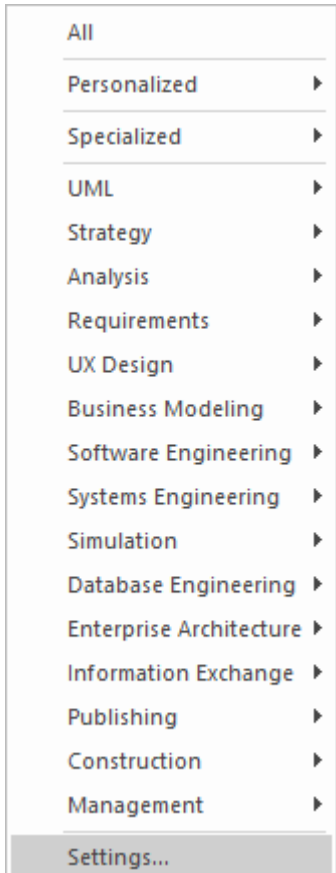 All
Personalized
Specialized
UML
Strategy
Analysis
Requirements
UX Design
Business Modeling
Software Engineering
Systems Engineering
Simulation
Database Engineering
Enterprise Architecture
Information Exchange
Publishing
Construction
Management
Settings...